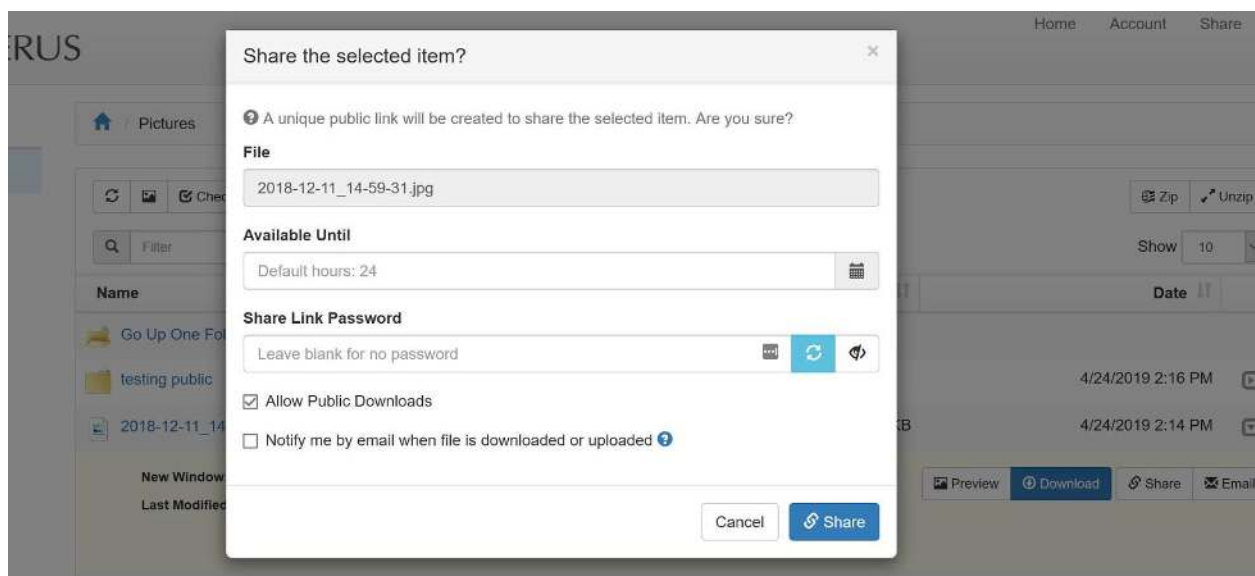 Home Account Share
ERUS
Share the selected item?
×
Pictures
A unique public link will be created to share the selected item. Are you sure?
File
2018-12-11_14-59-31.jpg
Chec
Zip
Unzip
Available Until
Filter
Default hours: 24
Show 10
Name
Date
Share Link Password
Go Up One Fol
Leave blank for no password
testing public
4/24/2019 2:16 PM
Allow Public Downloads
2018-12-11_14
KB
4/24/2019 2:14 PM
Notify me by email when file is downloaded or uploaded
New Window
Preview Download Share Email
Last Modified
Cancel Share